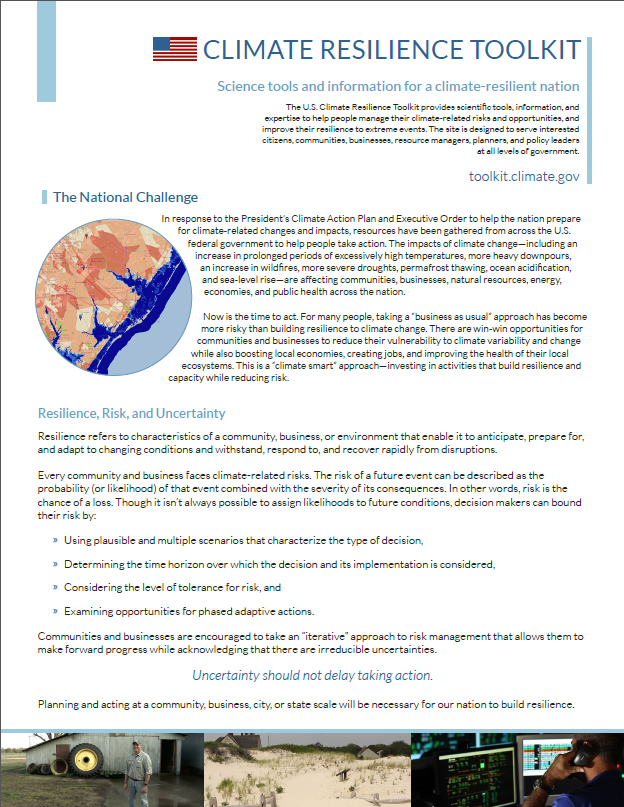 CLIMATE RESILIENCE TOOLKIT
Science tools and information for a climate-resilient nation
The U.S. Climate Resilience Toolkit provides scientific tools, information, and
expertise to help people manage their climate-related risks and opportunities, and
improve their resilience to extreme events. The site is designed to serve interested
citizens, communities, businesses, resource managers, planners, and policy leaders
at all levels of government.
toolkit.climate.gov
The National Challenge
In response to the President's Climate Action Plan and Executive Order to help the nation prepare
for climate-related changes and impacts, resources have been gathered from across the U.S.
federal government to help people take action. The impacts of climate change—including an
increase in prolonged periods of excessively high temperatures, more heavy downpours,
an increase in wildfires, more severe droughts, permafrost thawing, ocean acidification,
and sea-level rise—are affecting communities, businesses, natural resources, energy,
economies, and public health across the nation.
Now is the time to act. For many people, taking a "business as usual" approach has become
more risky than building resilience to climate change. There are win-win opportunities for
communities and businesses to reduce their vulnerability to climate variability and change
while also boosting local economies, creating jobs, and improving the health of their local
ecosystems. This is a "climate smart" approach—investing in activities that build resilience and
capacity while reducing risk.
Resilience, Risk, and Uncertainty
Resilience refers to characteristics of a community, business, or environment that enable it to anticipate, prepare for,
and adapt to changing conditions and withstand, respond to, and recover rapidly from disruptions.
Every community and business faces climate-related risks. The risk of a future event can be described as the
probability (or likelihood) of that event combined with the severity of its consequences. In other words, risk is the
chance of a loss. Though it isn't always possible to assign likelihoods to future conditions, decision makers can bound
their risk by:
» Using plausible and multiple scenarios that characterize the type of decision,
» Determining the time horizon over which the decision and its implementation is considered,
» Considering the level of tolerance for risk, and
» Examining opportunities for phased adaptive actions.
Communities and businesses are encouraged to take an "iterative" approach to risk management that allows them to
make forward progress while acknowledging that there are irreducible uncertainties.
Uncertainty should not delay taking action.
Planning and acting at a community, business, city, or state scale will be necessary for our nation to build resilience.